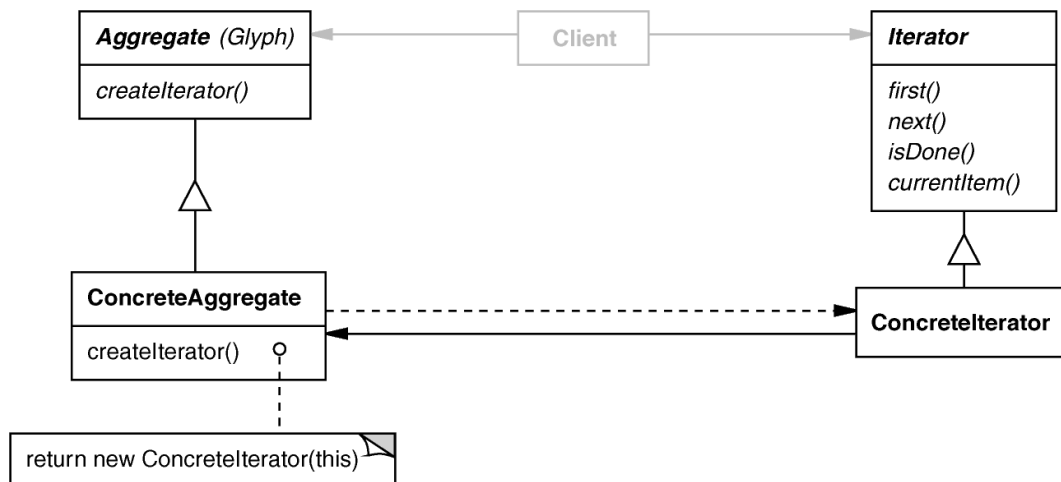 Aggregate (Glyph)
createIterator()
Client
Iterator
first()
next()
isDone()
currentItem()
ConcreteAggregate
createIterator()
ConcreteIterator
return new ConcreteIterator(this)